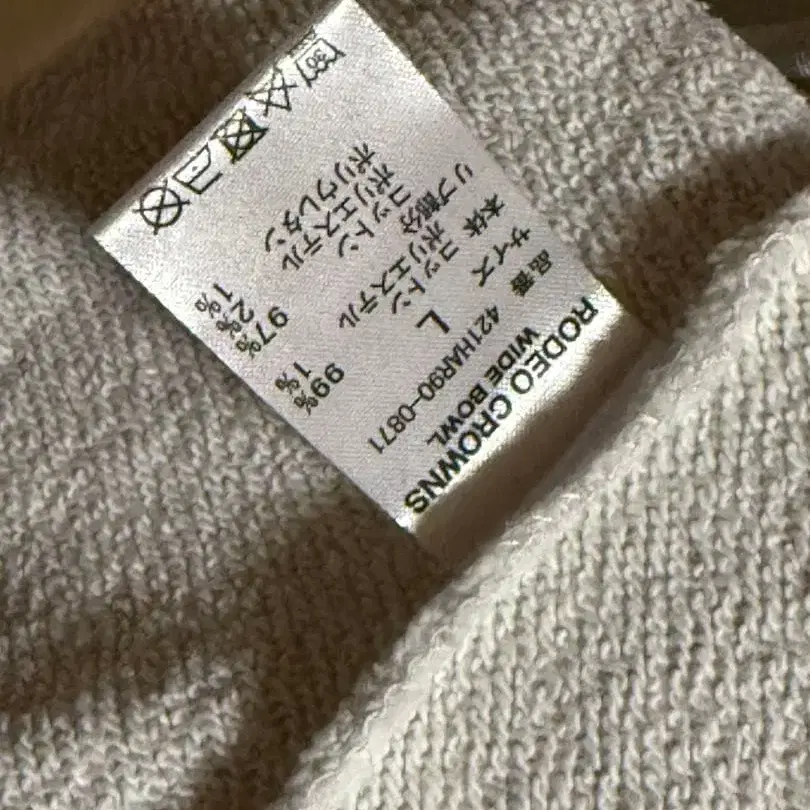 RODEO CROWNS
WIDE BOWL
品番 421HAR90-0871
サイズ L
本体 コットン 99%
ポリエステル 1%
リブ部分
コットン 97%
ポリエステル 2%
ポリウレタン 1%
30